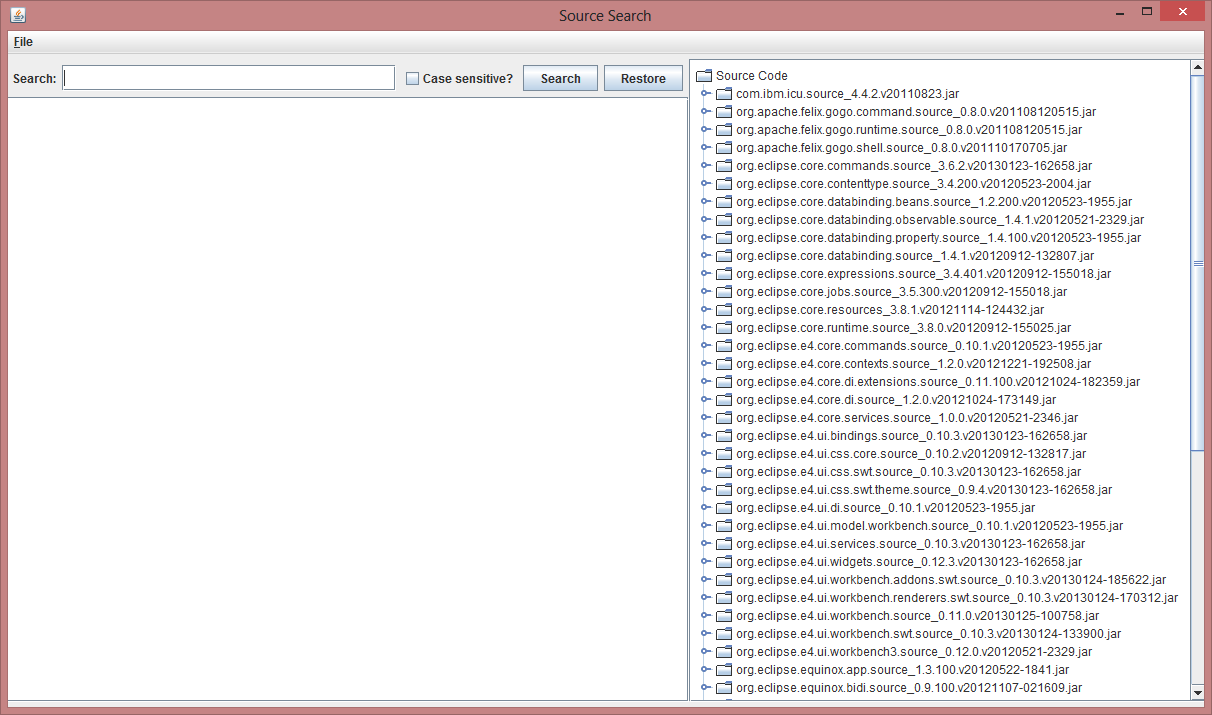 Source Search
File
Search:
Case sensitive?
Search
Restore
Source Code
com.ibm.icu.source_4.4.2.v20110823.jar
org.apache.felix.gogo.command.source_0.8.0.v201108120515.jar
org.apache.felix.gogo.runtime.source_0.8.0.v201108120515.jar
org.apache.felix.gogo.shell.source_0.8.0.v201110170705.jar
org.eclipse.core.commands.source_3.6.2.v20130123-162658.jar
org.eclipse.core.contenttype.source_3.4.200.v20120523-2004.jar
org.eclipse.core.databinding.beans.source_1.2.200.v20120523-1955.jar
org.eclipse.core.databinding.observable.source_1.4.1.v20120521-2329.jar
org.eclipse.core.databinding.property.source_1.4.100.v20120523-1955.jar
org.eclipse.core.databinding.source_1.4.1.v20120912-132807.jar
org.eclipse.core.expressions.source_3.4.401.v20120912-155018.jar
org.eclipse.core.jobs.source_3.5.300.v20120912-155018.jar
org.eclipse.core.resources_3.8.1.v20121114-124432.jar
org.eclipse.core.runtime.source_3.8.0.v20120912-155025.jar
org.eclipse.e4.core.commands.source_0.10.1.v20120523-1955.jar
org.eclipse.e4.core.contexts.source_1.2.0.v20121221-192508.jar
org.eclipse.e4.core.di.extensions.source_0.11.100.v20121024-182359.jar
org.eclipse.e4.core.di.source_1.2.0.v20121024-173149.jar
org.eclipse.e4.core.services.source_1.0.0.v20120521-2346.jar
org.eclipse.e4.ui.bindings.source_0.10.3.v20130123-162658.jar
org.eclipse.e4.ui.css.core.source_0.10.2.v20120912-132817.jar
org.eclipse.e4.ui.css.swt.source_0.10.3.v20130123-162658.jar
org.eclipse.e4.ui.css.swt.theme.source_0.9.4.v20130123-162658.jar
org.eclipse.e4.ui.di.source_0.10.1.v20120523-1955.jar
org.eclipse.e4.ui.model.workbench.source_0.10.1.v20120523-1955.jar
org.eclipse.e4.ui.services.source_0.10.3.v20130123-162658.jar
org.eclipse.e4.ui.widgets.source_0.12.3.v20130123-162658.jar
org.eclipse.e4.ui.workbench.addons.swt.source_0.10.3.v20130124-185622.jar
org.eclipse.e4.ui.workbench.renderers.swt.source_0.10.3.v20130124-170312.jar
org.eclipse.e4.ui.workbench.source_0.11.0.v20130125-100758.jar
org.eclipse.e4.ui.workbench.swt.source_0.10.3.v20130124-133900.jar
org.eclipse.e4.ui.workbench3.source_0.12.0.v20120521-2329.jar
org.eclipse.equinox.app.source_1.3.100.v20120522-1841.jar
org.eclipse.equinox.bidi.source_0.9.100.v20121107-021609.jar